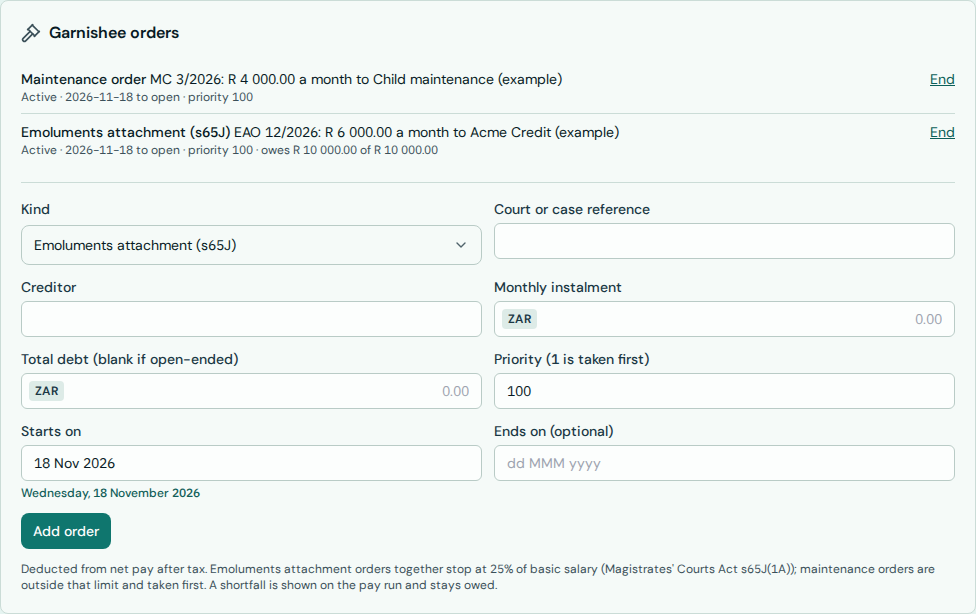 Garnishee orders
Maintenance order MC 3/2026: R 4 000.00 a month to Child maintenance (example)
End
Active · 2026-11-18 to open · priority 100
Emoluments attachment (s65J) EAO 12/2026: R 6 000.00 a month to Acme Credit (example)
End
Active · 2026-11-18 to open · priority 100 · owes R 10 000.00 of R 10 000.00
Kind
Court or case reference
Emoluments attachment (s65J)
Creditor
Monthly instalment
ZAR 0.00
Total debt (blank if open-ended)
Priority (1 is taken first)
ZAR 0.00
100
Starts on
Ends on (optional)
18 Nov 2026
dd MMM yyyy
Wednesday, 18 November 2026
Add order
Deducted from net pay after tax. Emoluments attachment orders together stop at 25% of basic salary (Magistrates' Courts Act s65J(1A)); maintenance orders are
outside that limit and taken first. A shortfall is shown on the pay run and stays owed.